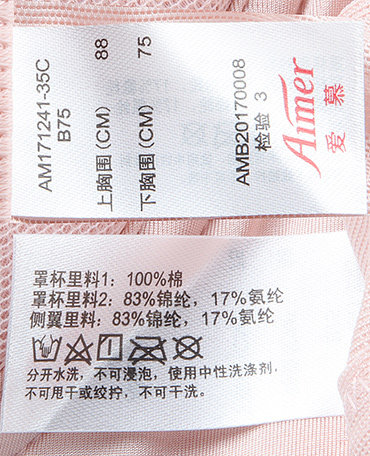 AM171241-35C
B75
上胸围(CM) 88
下胸围(CM) 75
AMB20170008
检验 3
Aimer
爱慕
罩杯里料1: 100%棉
罩杯里料2: 83%锦纶, 17%氨纶
侧翼里料: 83%锦纶, 17%氨纶
分开水洗, 不可浸泡, 使用中性洗涤剂,
不可甩干或绞拧, 不可干洗.